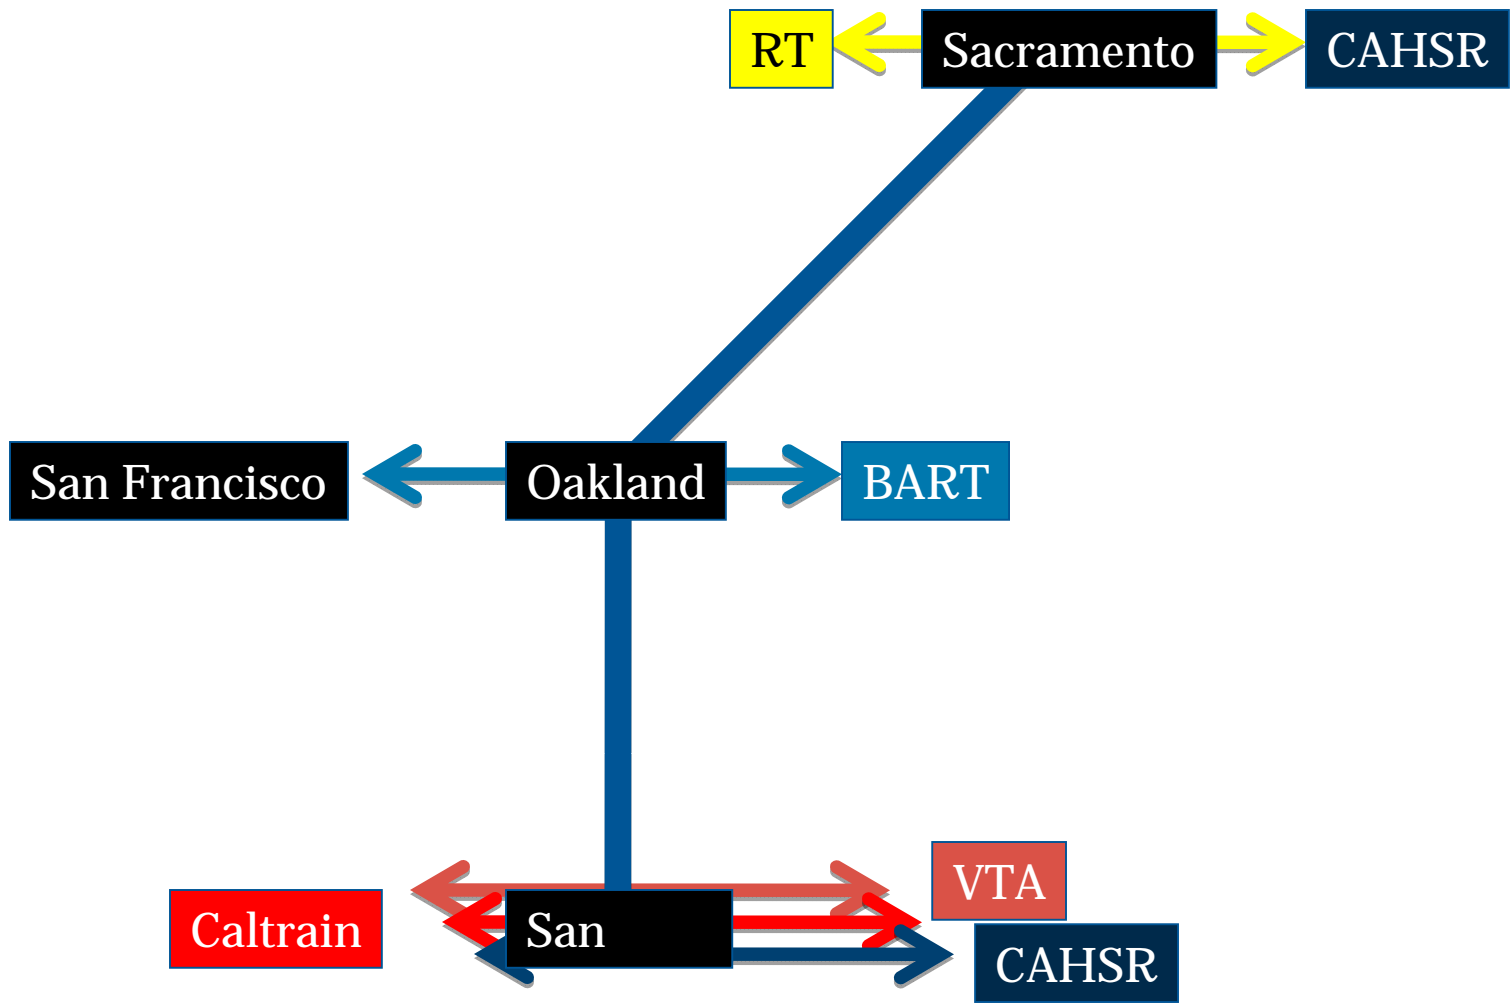 RT
Sacramento
CAHSR
San Francisco
Oakland
BART
VTA
Caltrain
San
CAHSR